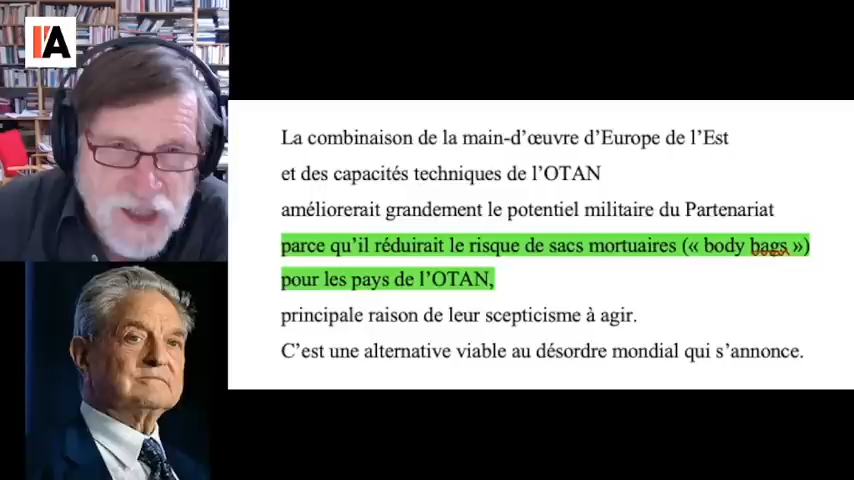 I'A
La combinaison de la main-d'œuvre d'Europe de l'Est
et des capacités techniques de l'OTAN
améliorerait grandement le potentiel militaire du Partenariat
parce qu'il réduirait le risque de sacs mortuaires (« body bags »)
pour les pays de l'OTAN,
principale raison de leur scepticisme à agir.
C'est une alternative viable au désordre mondial qui s'annonce.